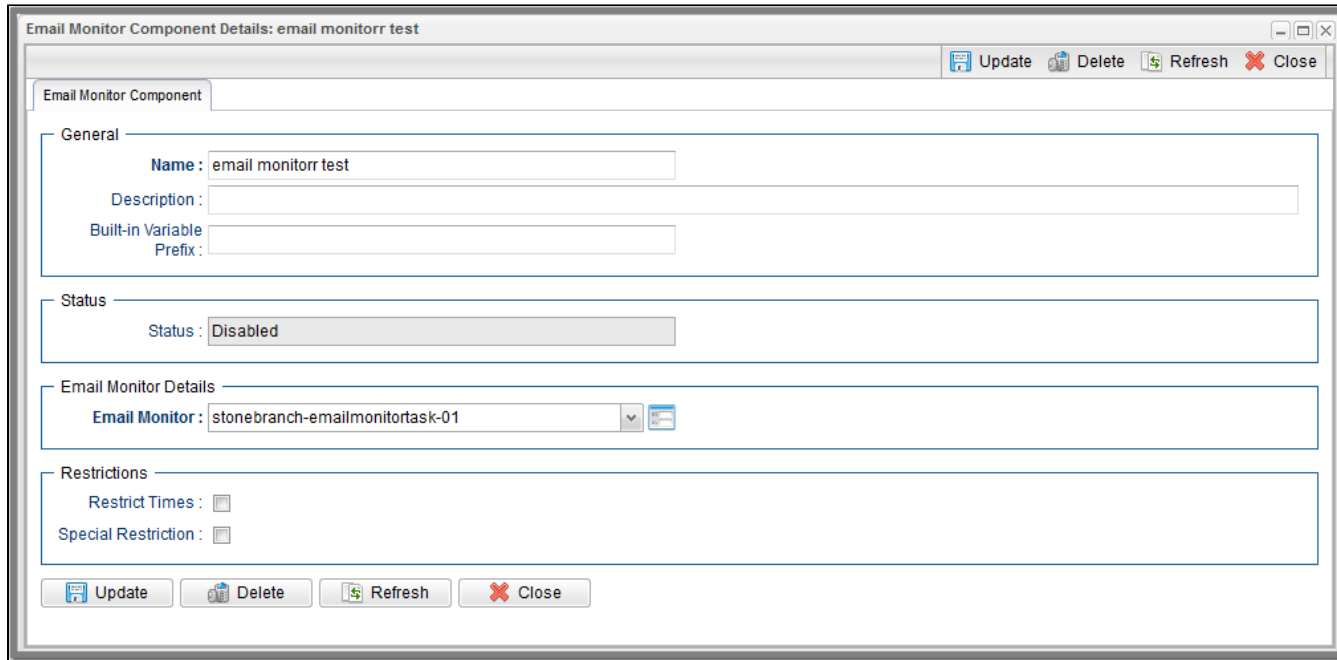 Email Monitor Component Details: email monitorr test
Update Delete Refresh Close
Email Monitor Component
General
Name : email monitorr test
Description :
Built-in Variable
Prefix :
Status
Status : Disabled
Email Monitor Details
Email Monitor : stonebranch-emailmonitortask-01
Restrictions
Restrict Times :
Special Restriction :
Update Delete Refresh Close